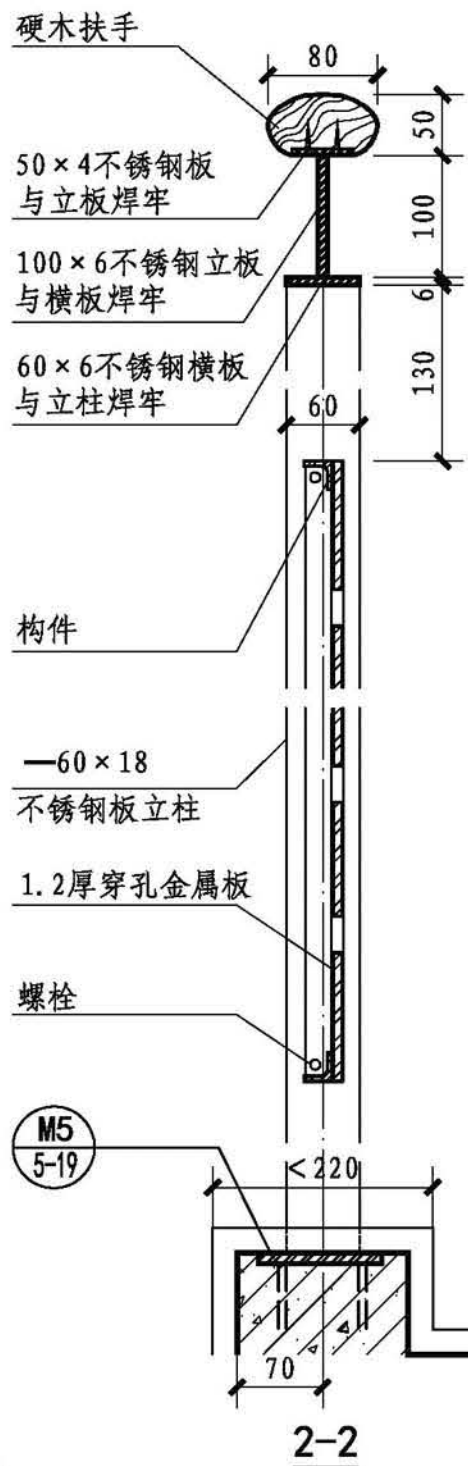 硬木扶手
80
50
50×4不锈钢板
与立板焊牢
100
100×6不锈钢立板
与横板焊牢
6
60×6不锈钢横板
与立柱焊牢
130
60
构件
—60×18
不锈钢板立柱
1.2厚穿孔金属板
螺栓
M5
5-19
<220
70
2-2